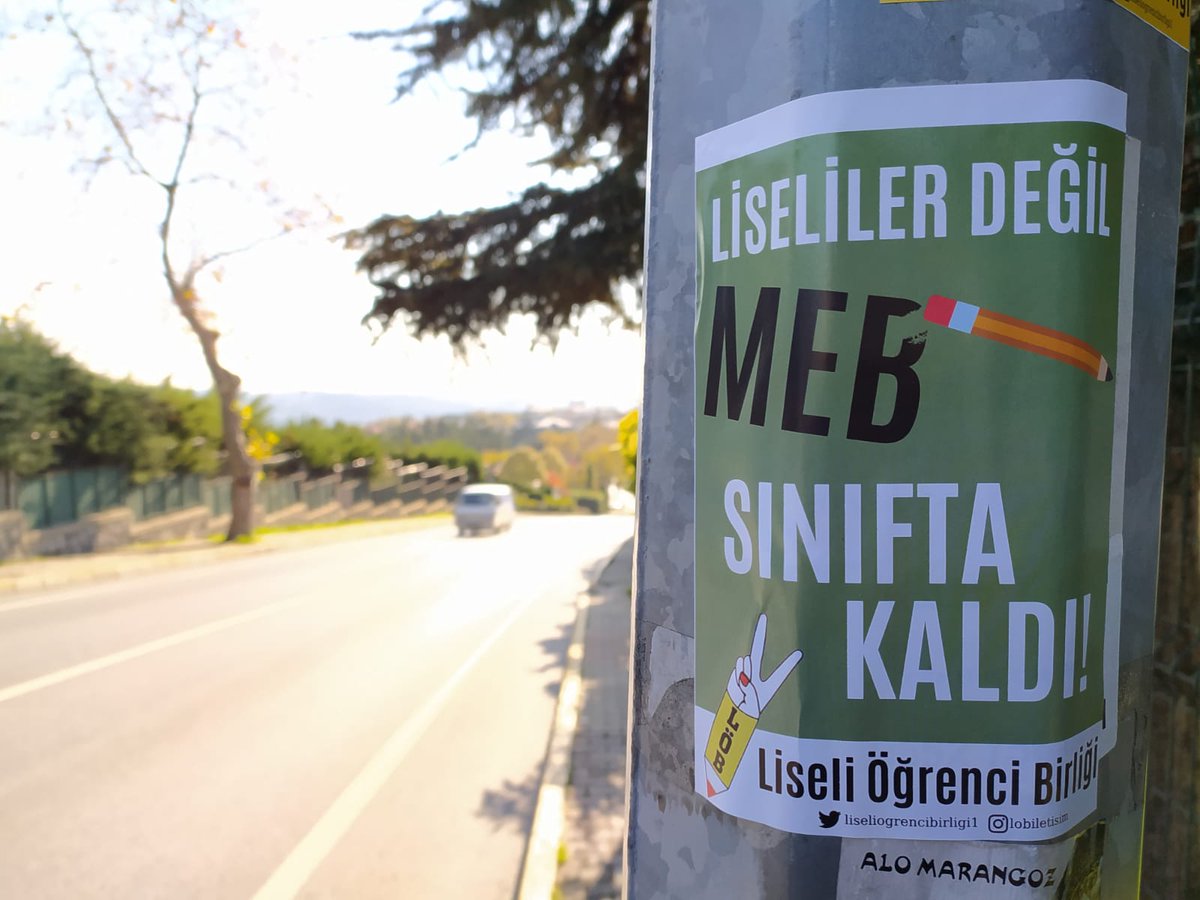 LİSELİLER DEĞİL
MEB
SINIFTA
KALDI!
LÖB
Liseli Öğrenci Birliği
liseliogrencibirligi1 lobiletisim
ALO MARANGOZ